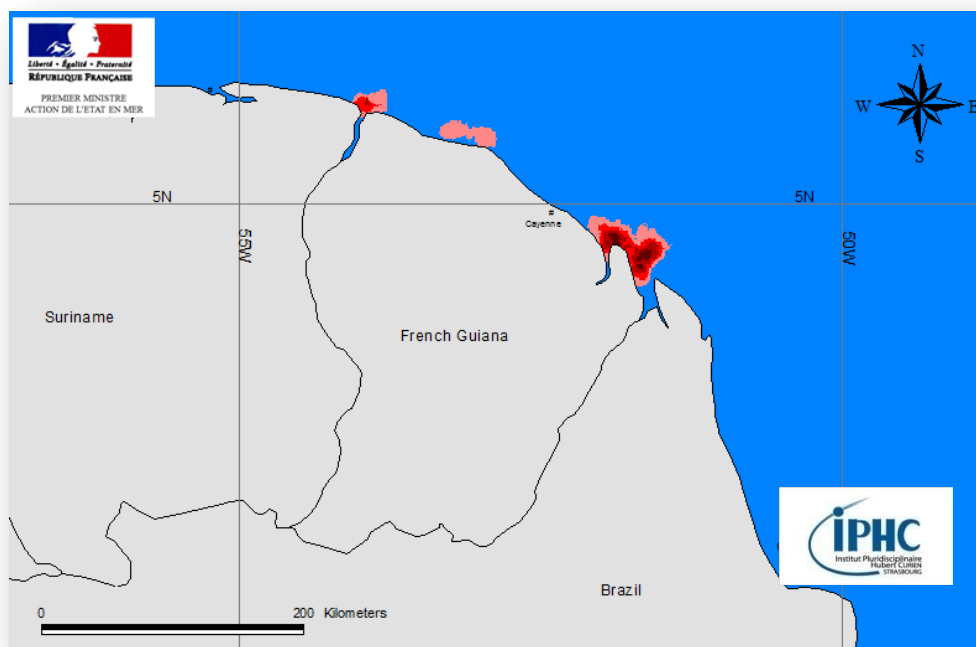 Liberté • Égalité • Fraternité
RÉPUBLIQUE FRANÇAISE
PREMIER MINISTRE
ACTION DE L'ETAT EN MER
N
W
E
S
5N
5N
55W
50W
Cayenne
Suriname
French Guiana
Brazil
iPHC
Institut Pluridisciplinaire
Hubert CURIEN
STRASBOURG
0
200 Kilometers